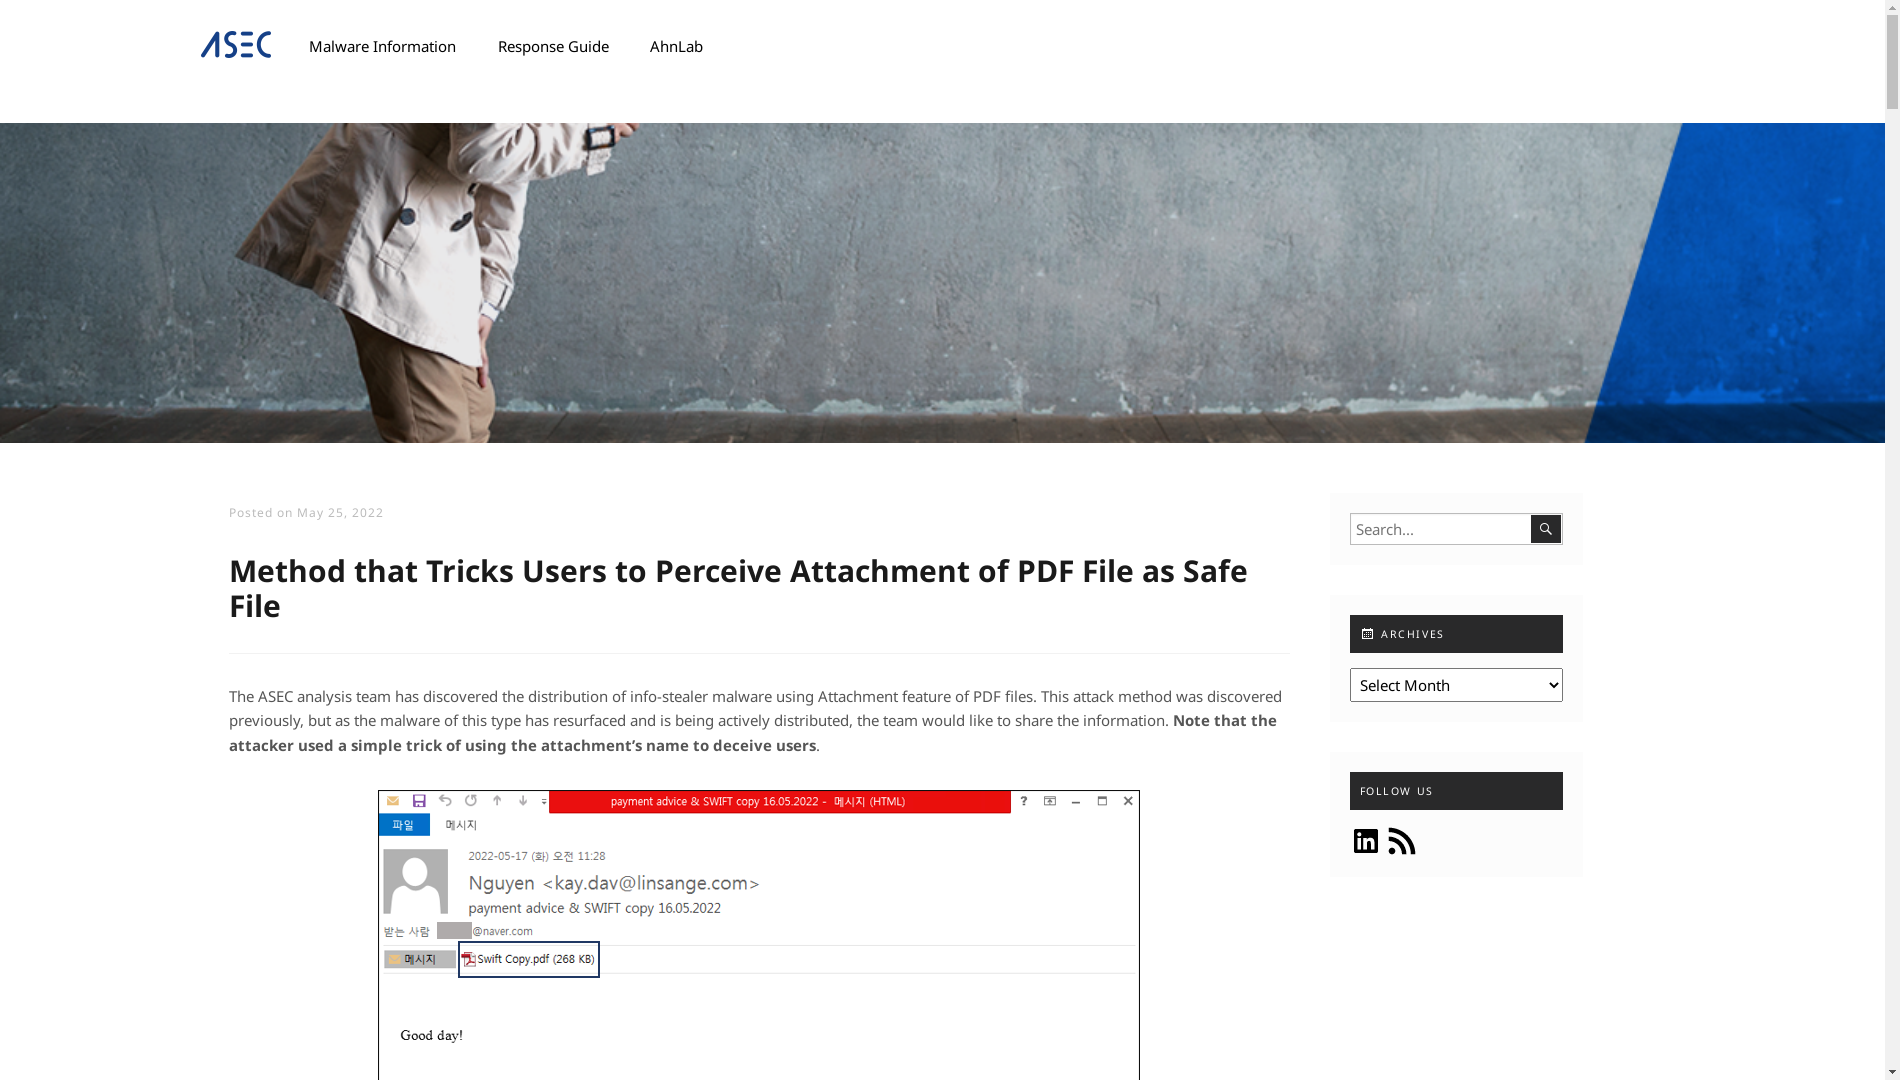 ASEC
Malware Information
Response Guide
AhnLab
Posted on May 25, 2022
Method that Tricks Users to Perceive Attachment of PDF File as Safe
File
The ASEC analysis team has discovered the distribution of info-stealer malware using Attachment feature of PDF files. This attack method was discovered
previously, but as the malware of this type has resurfaced and is being actively distributed, the team would like to share the information. Note that the
attacker used a simple trick of using the attachment’s name to deceive users.
payment advice & SWIFT copy 16.05.2022 - 메시지 (HTML)
파일 메시지
2022-05-17 (화) 오전 11:28
Nguyen <kay.dav@linsange.com>
payment advice & SWIFT copy 16.05.2022
받는 사람 @naver.com
메시지 Swift Copy.pdf (268 KB)
Good day!
Search...
ARCHIVES
Select Month
FOLLOW US